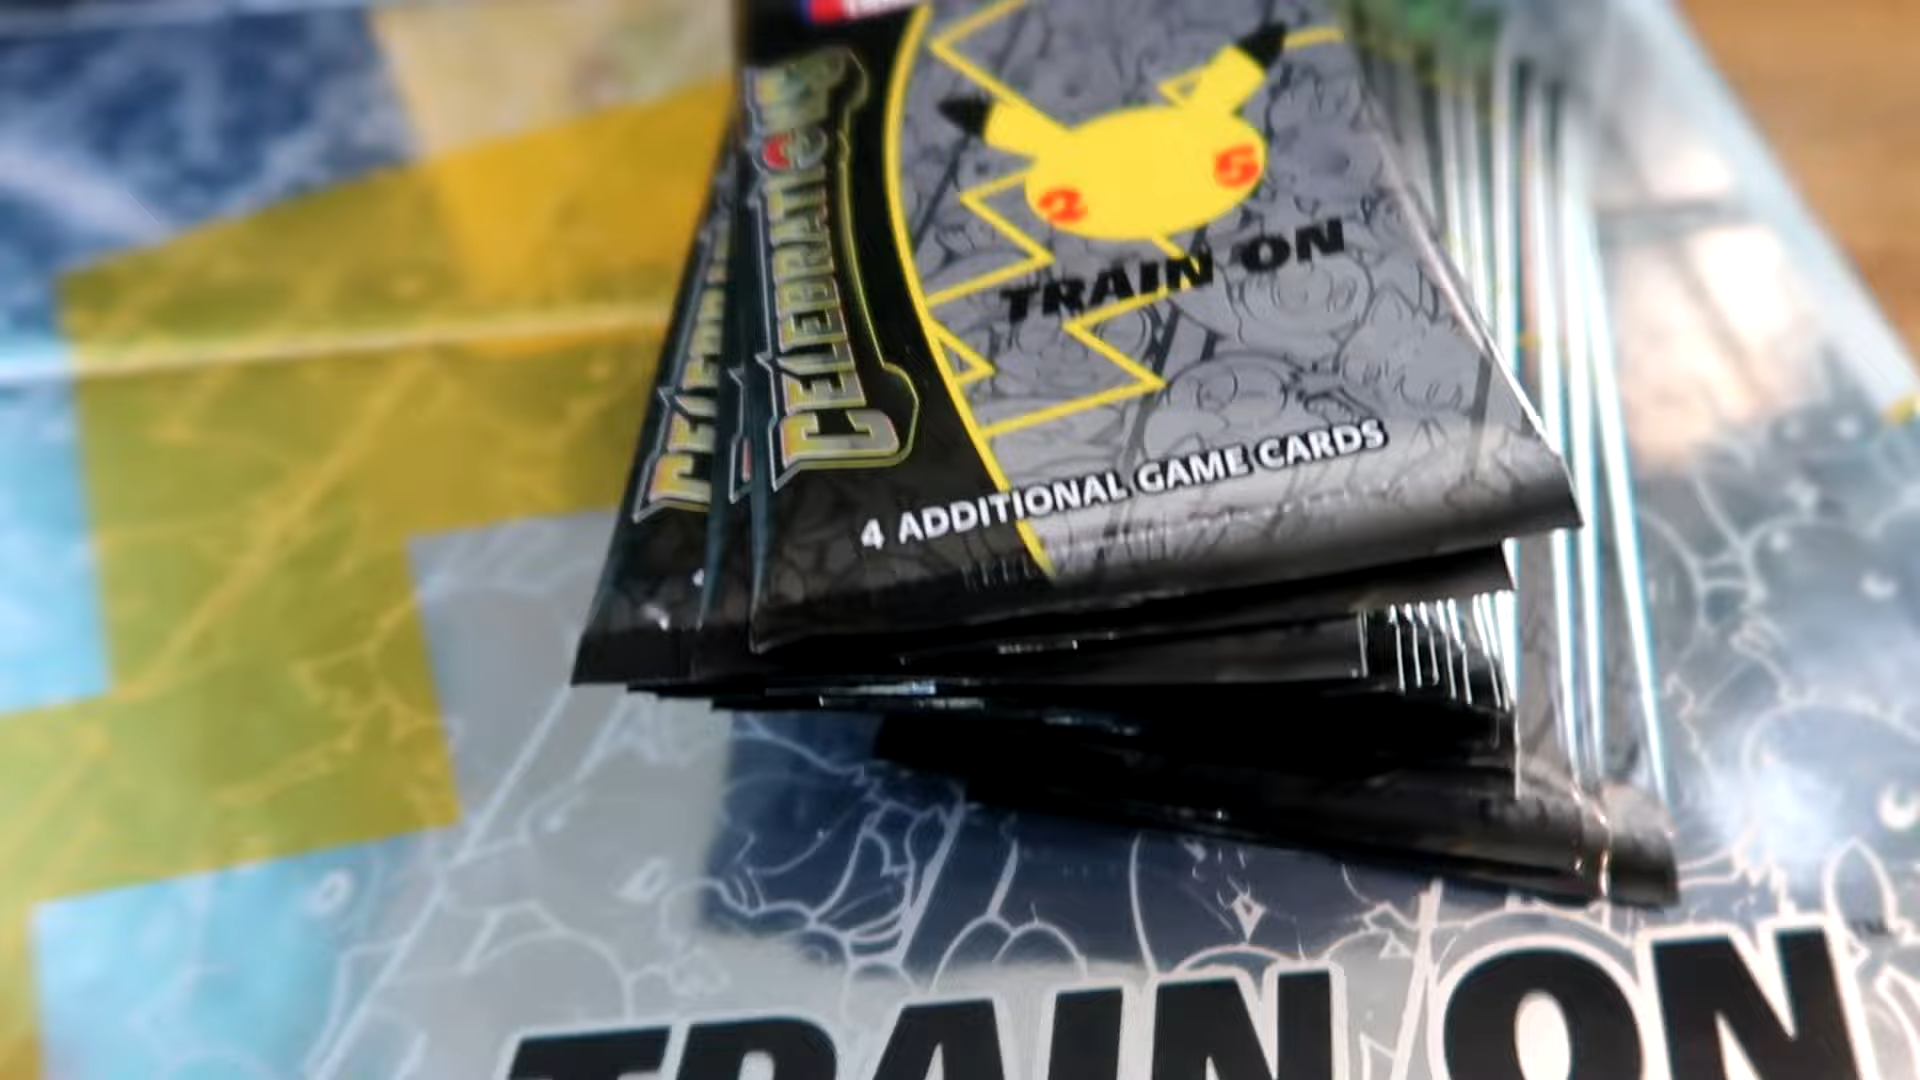 CELEBRATIONS
2 5
TRAIN ON
4 ADDITIONAL GAME CARDS
TRAIN ON